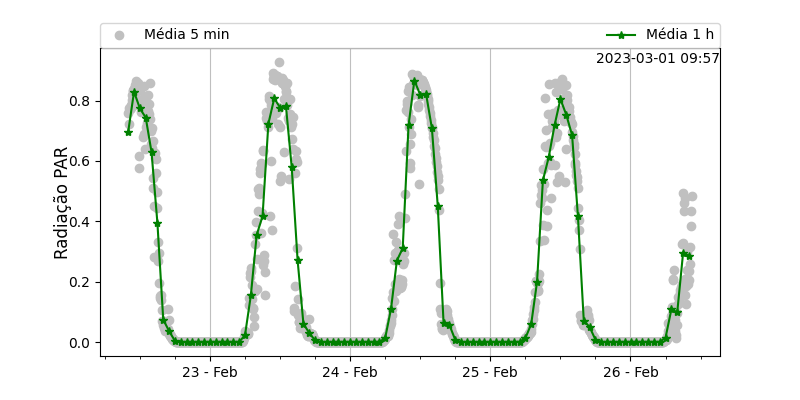 Média 5 min
Média 1 h
2023-03-01 09:57
Radiação PAR
0.8
0.6
0.4
0.2
0.0
23 - Feb
24 - Feb
25 - Feb
26 - Feb